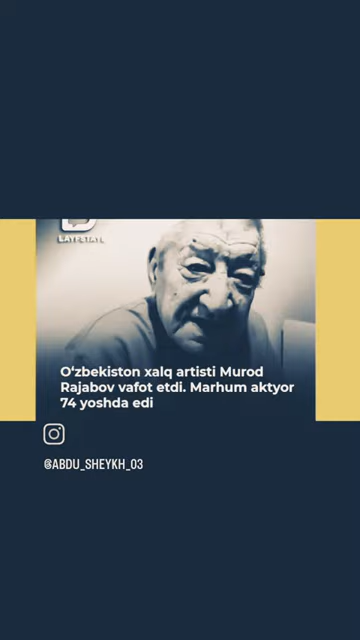 LAYFSTAYL
O‘zbekiston xalq artisti Murod
Rajabov vafot etdi. Marhum aktyor
74 yoshda edi
@ABDU_SHEYKH_03